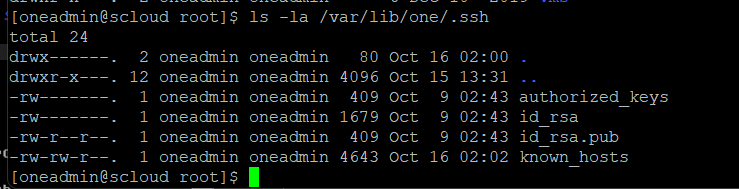 [oneadmin@scloud root]$ ls -la /var/lib/one/.ssh
total 24
drwx------.  2 oneadmin oneadmin   80 Oct 16 02:00 .
drwxr-x---. 12 oneadmin oneadmin 4096 Oct 15 13:31 ..
-rw-------.  1 oneadmin oneadmin  409 Oct  9 02:43 authorized_keys
-rw-------.  1 oneadmin oneadmin 1679 Oct  9 02:43 id_rsa
-rw-r--r--.  1 oneadmin oneadmin  409 Oct  9 02:43 id_rsa.pub
-rw-rw-r--.  1 oneadmin oneadmin 4643 Oct 16 02:02 known_hosts
[oneadmin@scloud root]$